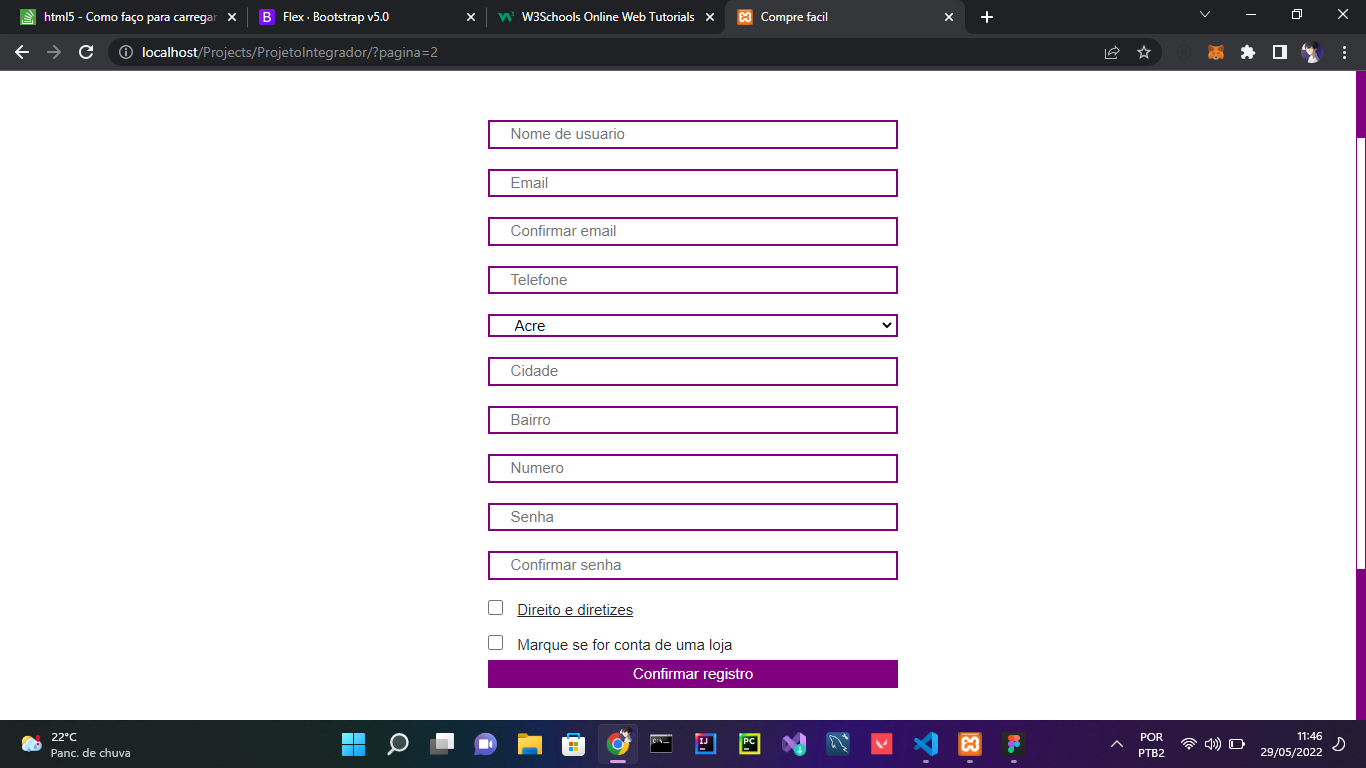 html5 - Como faço para carregar
Flex · Bootstrap v5.0
W3Schools Online Web Tutorials
Compre facil
localhost/Projects/ProjetoIntegrador/?pagina=2
Nome de usuario
Email
Confirmar email
Telefone
Acre
Cidade
Bairro
Numero
Senha
Confirmar senha
Direito e diretizes
Marque se for conta de uma loja
Confirmar registro
22°C
Panc. de chuva
POR
PTB2
11:46
29/05/2022